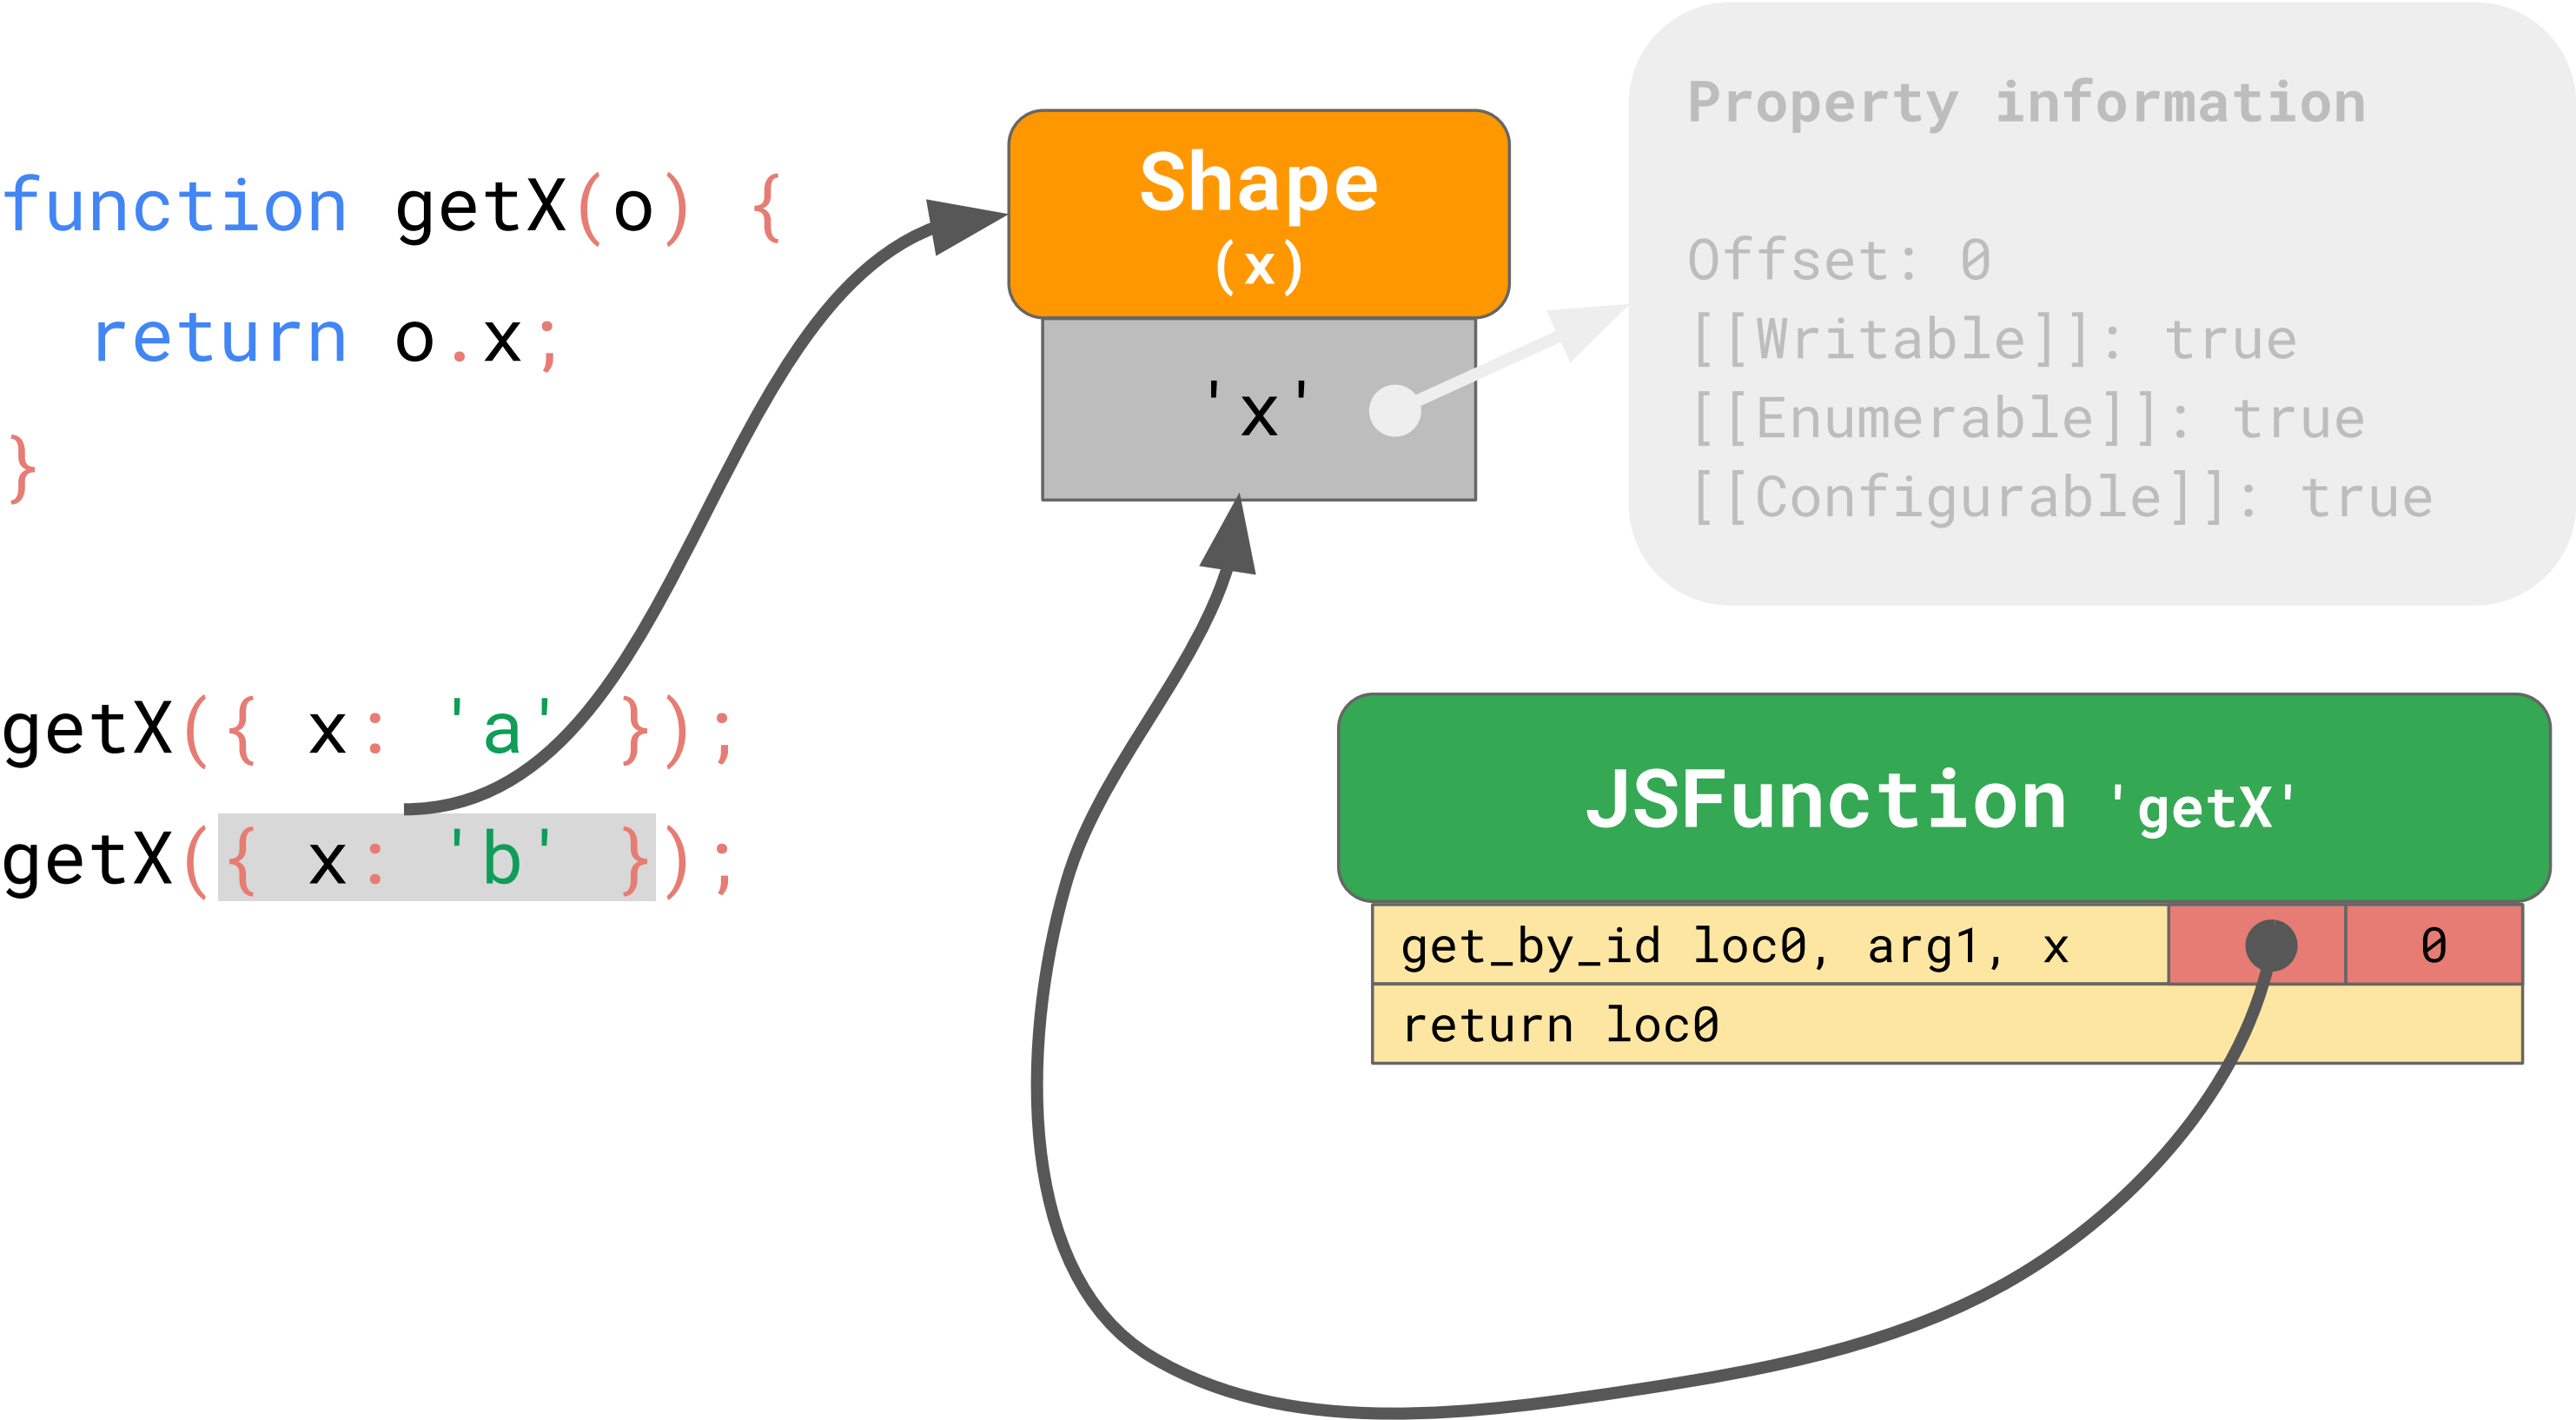 function getX(o) {
  return o.x;
}
getX({ x: 'a' });
getX({ x: 'b' });
Shape
(x)
'x'
Property information
Offset: 0
[[Writable]]: true
[[Enumerable]]: true
[[Configurable]]: true
JSFunction 'getX'
get_by_id loc0, arg1, x 0
return loc0